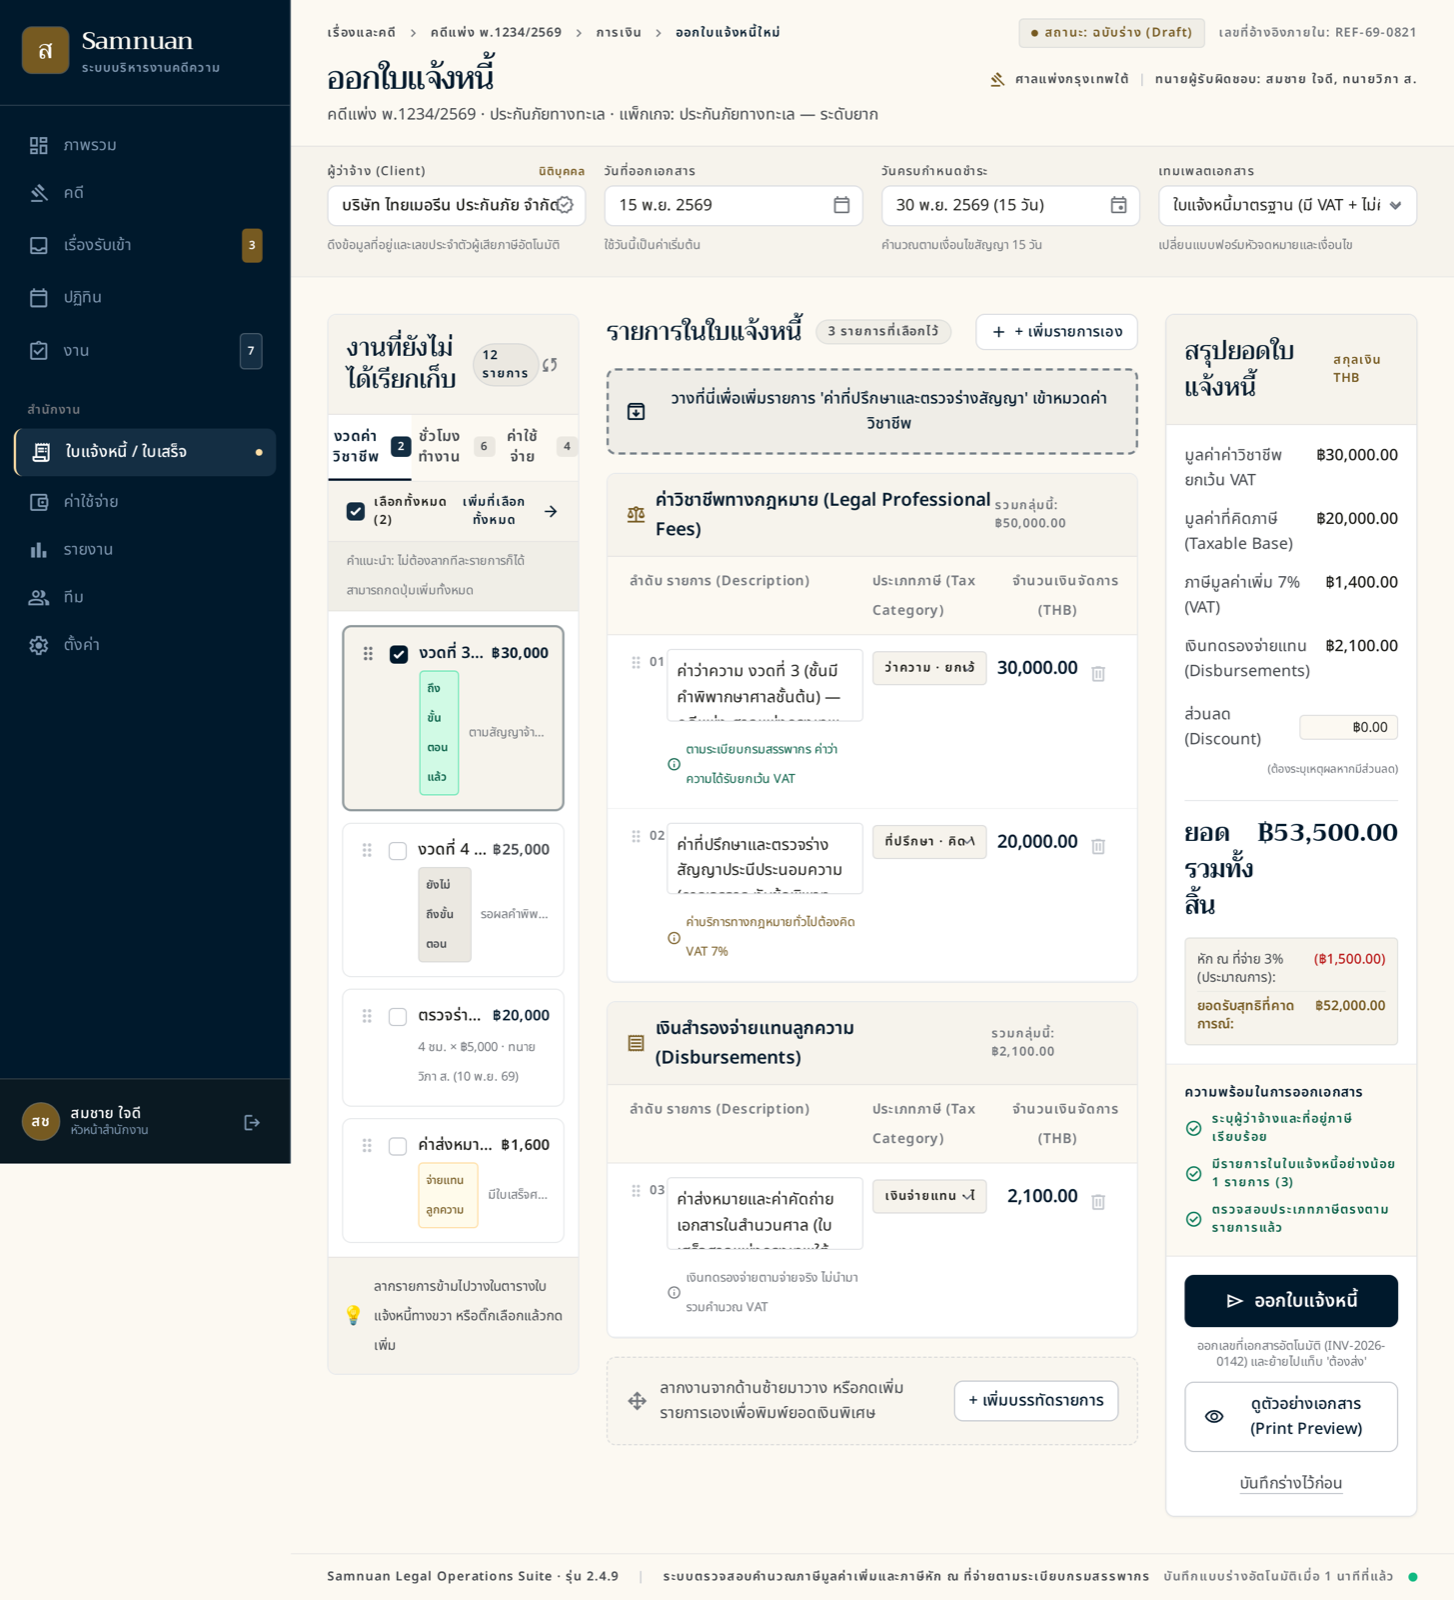 ส
Samnuan
ระบบบริหารงานคดีความ
ภาพรวม
คดี
เรื่องรับเข้า
3
ปฏิทิน
งาน
7
สำนักงาน
ใบแจ้งหนี้ / ใบเสร็จ
ค่าใช้จ่าย
รายงาน
ทีม
ตั้งค่า
สช
สมชาย ใจดี
หัวหน้าสำนักงาน
เรื่องและคดี > คดีแพ่ง พ.1234/2569 > การเงิน > ออกใบแจ้งหนี้ใหม่
สถานะ: ฉบับร่าง (Draft)
เลขที่อ้างอิงภายใน: REF-69-0821
ออกใบแจ้งหนี้
ศาลแพ่งกรุงเทพใต้ | ทนายผู้รับผิดชอบ: สมชาย ใจดี, ทนายวิภา ส.
คดีแพ่ง พ.1234/2569 · ประกันภัยทางทะเล · แพ็กเกจ: ประกันภัยทางทะเล — ระดับยาก
ผู้ว่าจ้าง (Client)
นิติบุคคล
บริษัท ไทยเมอรีน ประกันภัย จำกัด
ดึงข้อมูลที่อยู่และเลขประจำตัวผู้เสียภาษีอัตโนมัติ
วันที่ออกเอกสาร
15 พ.ย. 2569
ใช้วันนี้เป็นค่าเริ่มต้น
วันครบกำหนดชำระ
30 พ.ย. 2569 (15 วัน)
คำนวณตามเงื่อนไขสัญญา 15 วัน
เทมเพลตเอกสาร
ใบแจ้งหนี้มาตรฐาน (มี VAT + ไม่
เปลี่ยนแบบฟอร์มหัวจดหมายและเงื่อนไข
งานที่ยังไม่
ได้เรียกเก็บ
12
รายการ
งวดค่า
วิชาชีพ
2
ชั่วโมง
ทำงาน
6
ค่าใช้
จ่าย
4
เลือกทั้งหมด
(2)
เพิ่มที่เลือก
ทั้งหมด
คำแนะนำ: ไม่ต้องลากทีละรายการก็ได้
สามารถกดปุ่มเพิ่มทั้งหมด
งวดที่ 3... ฿30,000
ถึง
ขั้น
ตอน
แล้ว
ตามสัญญาจ้า...
งวดที่ 4 ... ฿25,000
ยังไม่
ถึงขั้น
ตอน
รอผลคำพิพ...
ตรวจร่า... ฿20,000
4 ชม. × ฿5,000 · ทนาย
วิภา ส. (10 พ.ย. 69)
ค่าส่งหมา... ฿1,600
จ่ายแทน
ลูกความ
มีใบเสร็จศ...
ลากรายการข้ามไปวางในตารางใบ
แจ้งหนี้ทางขวา หรือติ๊กเลือกแล้วกด
เพิ่ม
รายการในใบแจ้งหนี้
3 รายการที่เลือกไว้
+ เพิ่มรายการเอง
วางที่นี่เพื่อเพิ่มรายการ 'ค่าที่ปรึกษาและตรวจร่างสัญญา' เข้าหมวดค่า
วิชาชีพ
ค่าวิชาชีพทางกฎหมาย (Legal Professional
Fees)
รวมกลุ่มนี้:
฿50,000.00
ลำดับ รายการ (Description) ประเภทภาษี (Tax
Category)
จำนวนเงิน
(THB)
จัดการ
01
ค่าว่าความ งวดที่ 3 (ชั้นมี
คำพิพากษาศาลชั้นต้น) —
ว่าความ · ยกเว้
30,000.00
ตามระเบียบกรมสรรพากร ค่าว่า
ความได้รับยกเว้น VAT
02
ค่าที่ปรึกษาและตรวจร่าง
สัญญาประนีประนอมความ
ที่ปรึกษา · คิด
20,000.00
ค่าบริการทางกฎหมายทั่วไปต้องคิด
VAT 7%
เงินสำรองจ่ายแทนลูกความ
(Disbursements)
รวมกลุ่มนี้:
฿2,100.00
ลำดับ รายการ (Description) ประเภทภาษี (Tax
Category)
จำนวนเงิน
(THB)
จัดการ
03
ค่าส่งหมายและค่าคัดถ่าย
เอกสารในสำนวนศาล (ใบ
เงินจ่ายแทน
2,100.00
เงินทดรองจ่ายตามจ่ายจริง ไม่นำมา
รวมคำนวณ VAT
ลากงานจากด้านซ้ายมาวาง หรือกดเพิ่ม
รายการเองเพื่อพิมพ์ยอดเงินพิเศษ
+ เพิ่มบรรทัดรายการ
สรุปยอดใบ
แจ้งหนี้
สกุลเงิน
THB
มูลค่าค่าวิชาชีพ
ยกเว้น VAT
฿30,000.00
มูลค่าที่คิดภาษี
(Taxable Base)
฿20,000.00
ภาษีมูลค่าเพิ่ม 7%
(VAT)
฿1,400.00
เงินทดรองจ่ายแทน
(Disbursements)
฿2,100.00
ส่วนลด
(Discount)
฿0.00
(ต้องระบุเหตุผลหากมีส่วนลด)
ยอด
รวมทั้ง
สิ้น
฿53,500.00
หัก ณ ที่จ่าย 3%
(ประมาณการ):
(฿1,500.00)
ยอดรับสุทธิที่คาด
การณ์:
฿52,000.00
ความพร้อมในการออกเอกสาร
ระบุผู้ว่าจ้างและที่อยู่ภาษี
เรียบร้อย
มีรายการในใบแจ้งหนี้อย่างน้อย
1 รายการ (3)
ตรวจสอบประเภทภาษีตรงตาม
รายการแล้ว
ออกใบแจ้งหนี้
ออกเลขที่เอกสารอัตโนมัติ (INV-2026-
0142) และย้ายไปแท็บ 'ต้องส่ง'
ดูตัวอย่างเอกสาร
(Print Preview)
บันทึกร่างไว้ก่อน
Samnuan Legal Operations Suite · รุ่น 2.4.9 | ระบบตรวจสอบคำนวณภาษีมูลค่าเพิ่มและภาษีหัก ณ ที่จ่ายตามระเบียบกรมสรรพากร
บันทึกแบบร่างอัตโนมัติเมื่อ 1 นาทีที่แล้ว